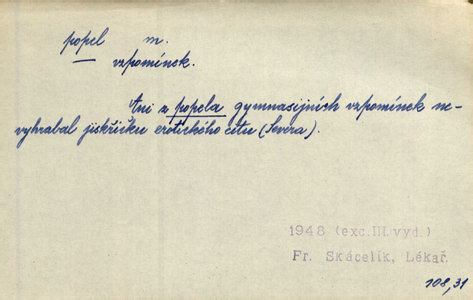 popel m.
vzpomínek.
Ani z popela gymnasijních vzpomínek ne-
vyhrabal jiskřičku erotického citu (Severa).
1948 (exc. III. vyd.)
Fr. Skácelík, Lékař.
108,31